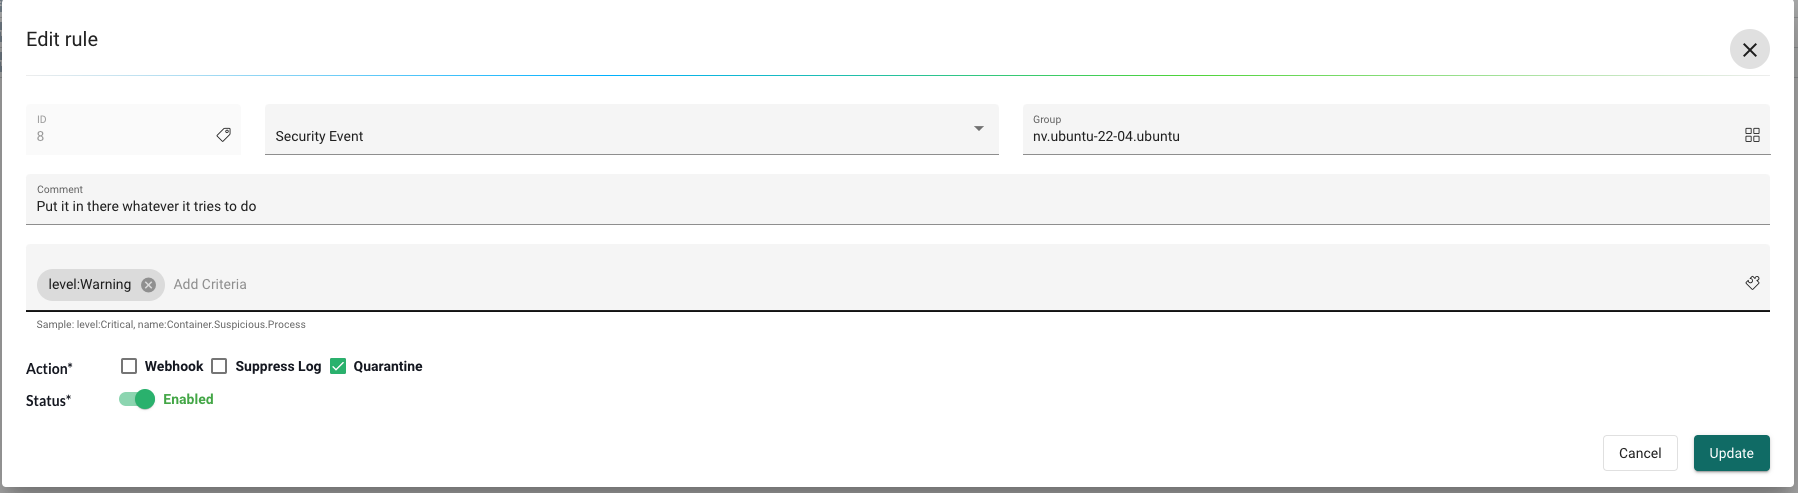 Edit rule
ID
8
Security Event
Group
nv.ubuntu-22-04.ubuntu
Comment
Put it in there whatever it tries to do
level:Warning Add Criteria
Sample: level:Critical, name:Container.Suspicious.Process
Action* Webhook Suppress Log Quarantine
Status* Enabled
Cancel Update